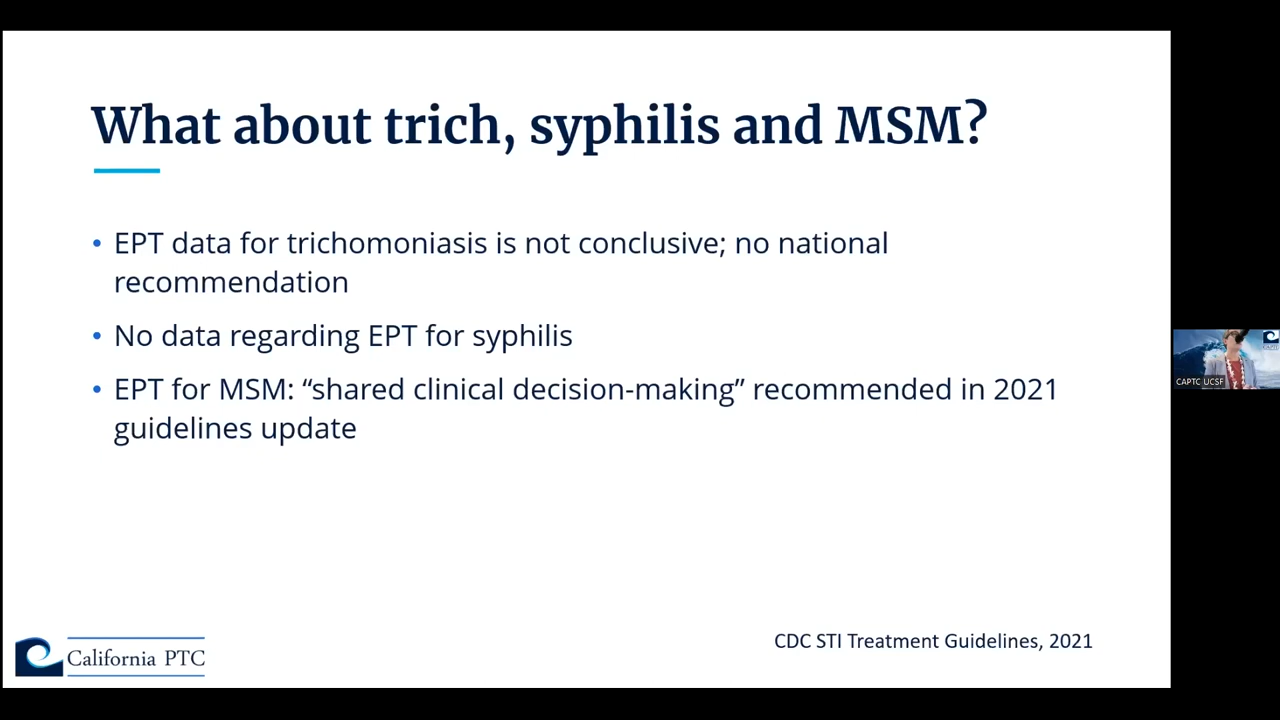 What about trich, syphilis and MSM?
• EPT data for trichomoniasis is not conclusive; no national
recommendation
• No data regarding EPT for syphilis
• EPT for MSM: “shared clinical decision-making” recommended in 2021
guidelines update
CAPTC UCSF
CDC STI Treatment Guidelines, 2021
California PTC